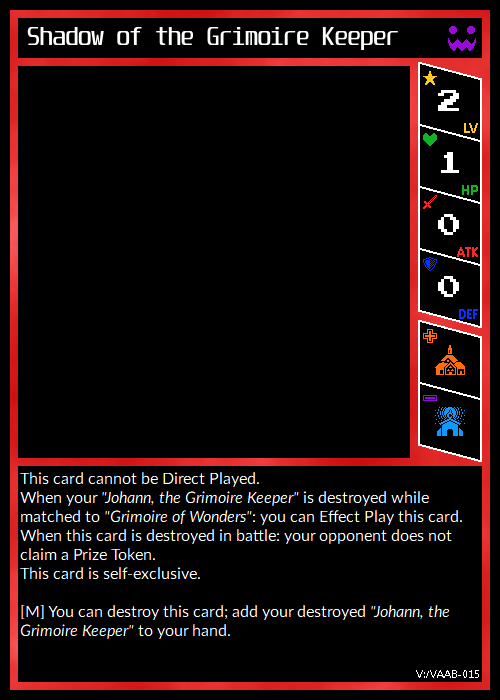 Shadow of the Grimoire Keeper
2
LV
1
HP
0
ATK
0
DEF
This card cannot be Direct Played.
When your "Johann, the Grimoire Keeper" is destroyed while
matched to "Grimoire of Wonders": you can Effect Play this card.
When this card is destroyed in battle: your opponent does not
claim a Prize Token.
This card is self-exclusive.
[M] You can destroy this card; add your destroyed "Johann, the
Grimoire Keeper" to your hand.
V:/VAAB-015